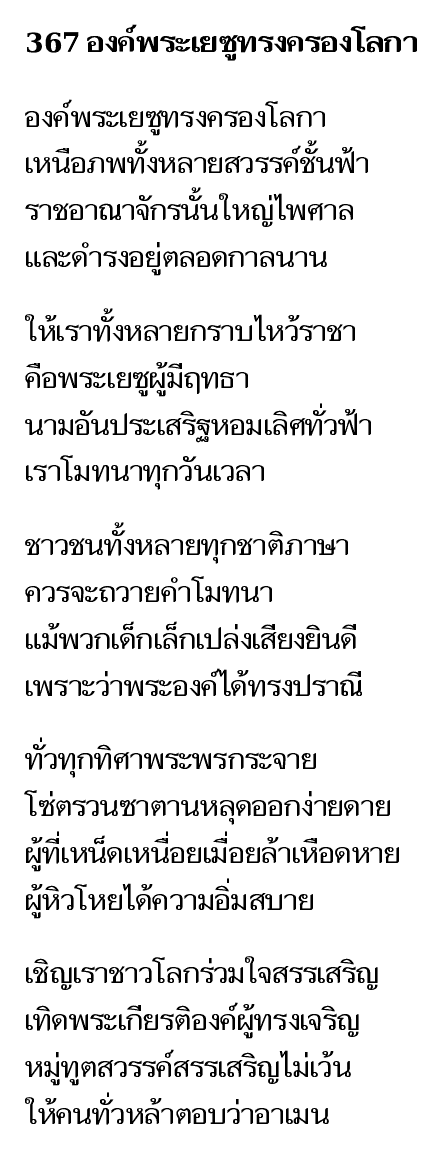 367 องค์พระเยซูทรงครองโลกา
องค์พระเยซูทรงครองโลกา
เหนือภพทั้งหลายสวรรค์ชั้นฟ้า
ราชอาณาจักรนั้นใหญ่ไพศาล
และดำรงอยู่ตลอดกาลนาน
ให้เราทั้งหลายกราบไหว้ราชา
คือพระเยซูผู้มีฤทธา
นามอันประเสริฐหอมเลิศทั่วฟ้า
เราโมทนาทุกวันเวลา
ชาวชนทั้งหลายทุกชาติภาษา
ควรจะถวายคำโมทนา
แม้พวกเด็กเล็กเปล่งเสียงยินดี
เพราะว่าพระองค์ได้ทรงปราณี
ทั่วทุกทิศาพระพรกระจาย
โซ่ตรวนซาตานหลุดออกง่ายดาย
ผู้ที่เหน็ดเหนื่อยเมื่อยล้าเหือดหาย
ผู้หิวโหยได้ความอิ่มสบาย
เชิญเราชาวโลกร่วมใจสรรเสริญ
เทิดพระเกียรติองค์ผู้ทรงเจริญ
หมู่ทูตสวรรค์สรรเสริญไม่เว้น
ให้คนทั่วหล้าตอบว่าอาเมน